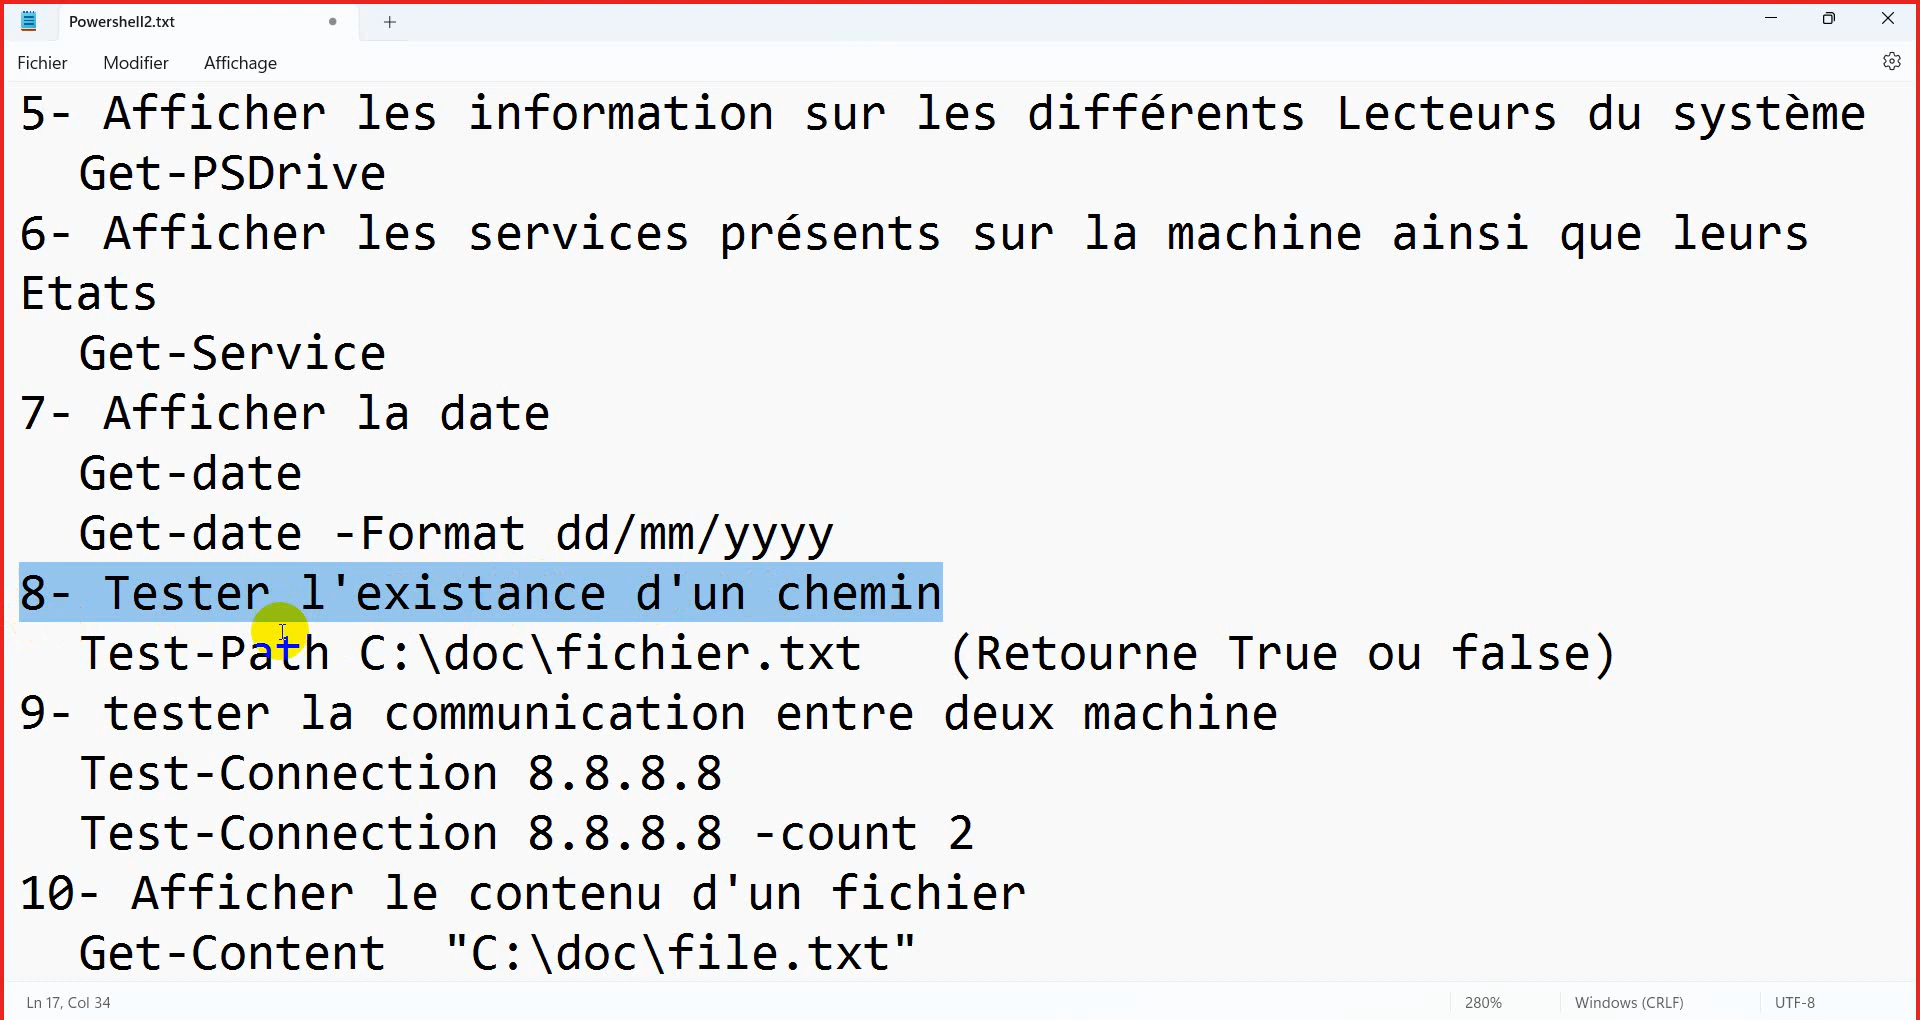 Powershell2.txt
Fichier Modifier Affichage
5- Afficher les information sur les différents Lecteurs du système
Get-PSDrive
6- Afficher les services présents sur la machine ainsi que leurs
Etats
Get-Service
7- Afficher la date
Get-date
Get-date -Format dd/mm/yyyy
8- Tester l'existance d'un chemin
Test-Path C:\doc\fichier.txt (Retourne True ou false)
9- tester la communication entre deux machine
Test-Connection 8.8.8.8
Test-Connection 8.8.8.8 -count 2
10- Afficher le contenu d'un fichier
Get-Content "C:\doc\file.txt"
Ln 17, Col 34 280% Windows (CRLF) UTF-8